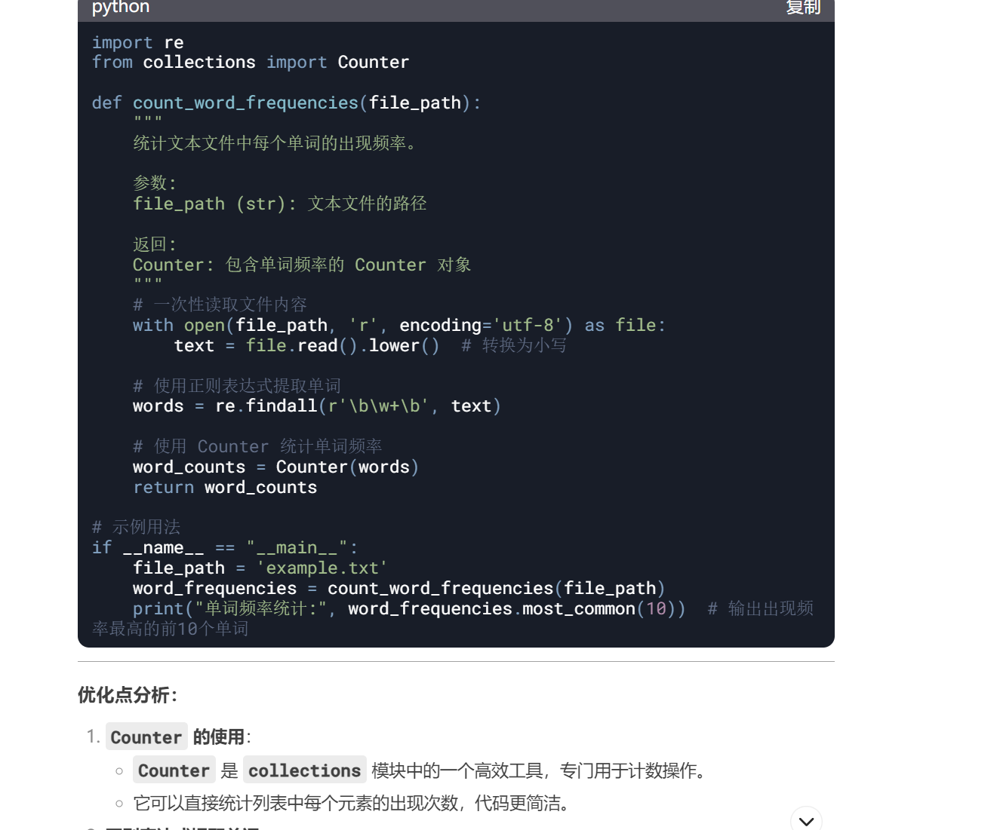 python
复制
import re
from collections import Counter
def count_word_frequencies(file_path):
"""
统计文本文件中每个单词的出现频率。
参数:
file_path (str): 文本文件的路径
返回:
Counter: 包含单词频率的 Counter 对象
"""
# 一次性读取文件内容
with open(file_path, 'r', encoding='utf-8') as file:
text = file.read().lower()  # 转换为小写
# 使用正则表达式提取单词
words = re.findall(r'\b\w+\b', text)
# 使用 Counter 统计单词频率
word_counts = Counter(words)
return word_counts
# 示例用法
if __name__ == "__main__":
file_path = 'example.txt'
word_frequencies = count_word_frequencies(file_path)
print("单词频率统计:", word_frequencies.most_common(10))  # 输出出现频
率最高的前10个单词
优化点分析：
1. Counter 的使用：
Counter 是 collections 模块中的一个高效工具，专门用于计数操作。
它可以直接统计列表中每个元素的出现次数，代码更简洁。